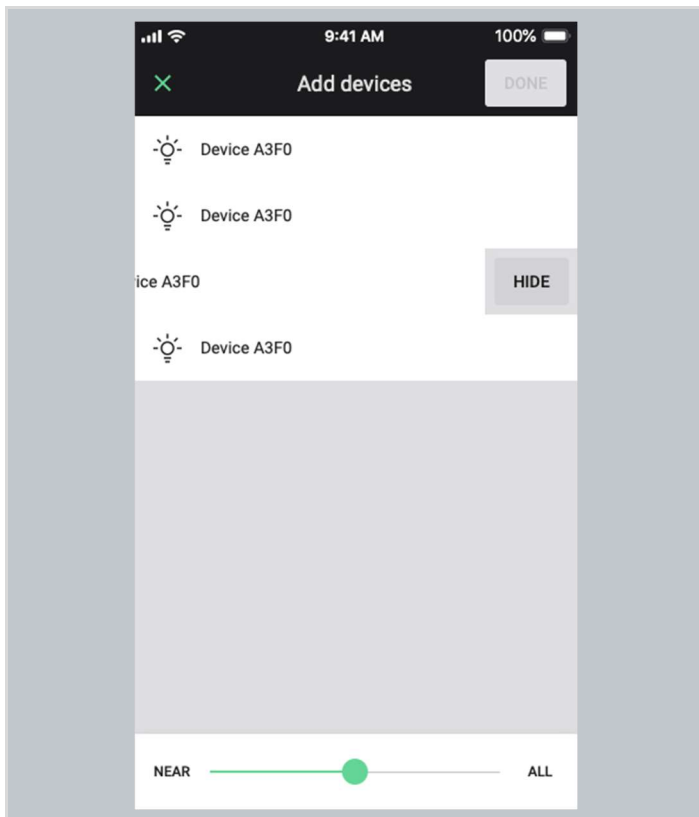 9:41 AM 100%
Add devices DONE
Device A3F0
Device A3F0
ice A3F0 HIDE
Device A3F0
NEAR ALL